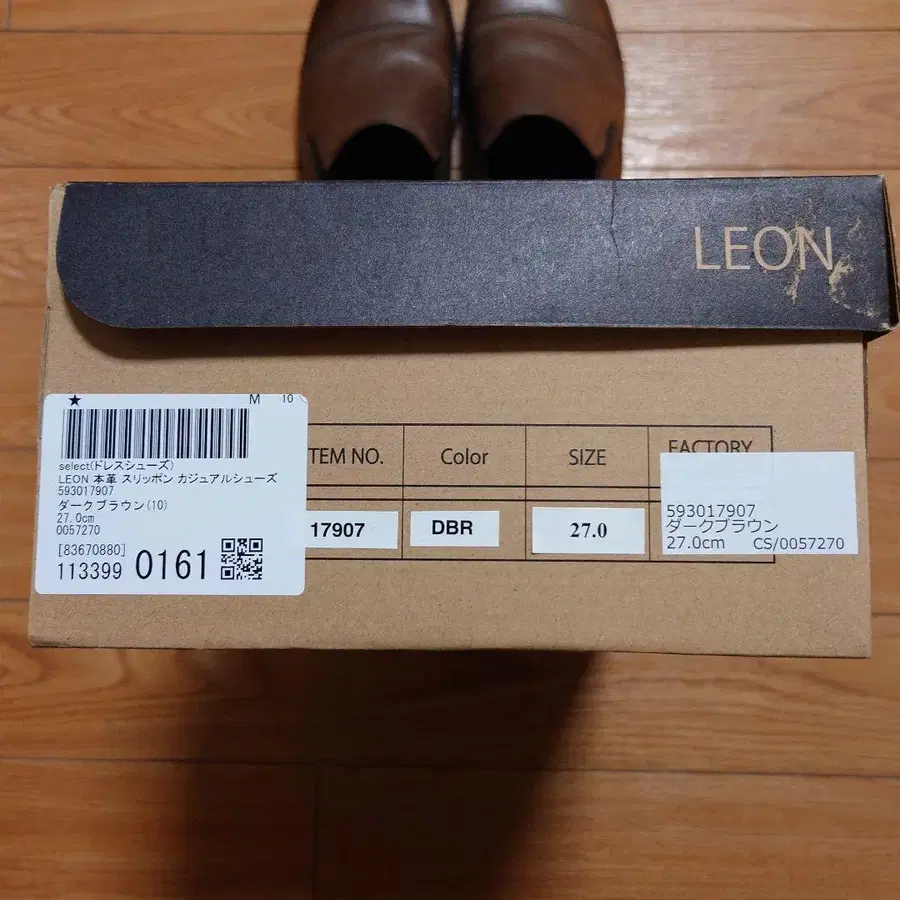 LEON
★ M 10
select(ドレスシューズ)
LEON 本革 スリッポン カジュアルシューズ
593017907
ダークブラウン(10)
27.0cm
0057270
[83670880]
113399 0161
TEM NO. Color SIZE FACTORY
17907 DBR 27.0
593017907
ダークブラウン
27.0cm CS/0057270